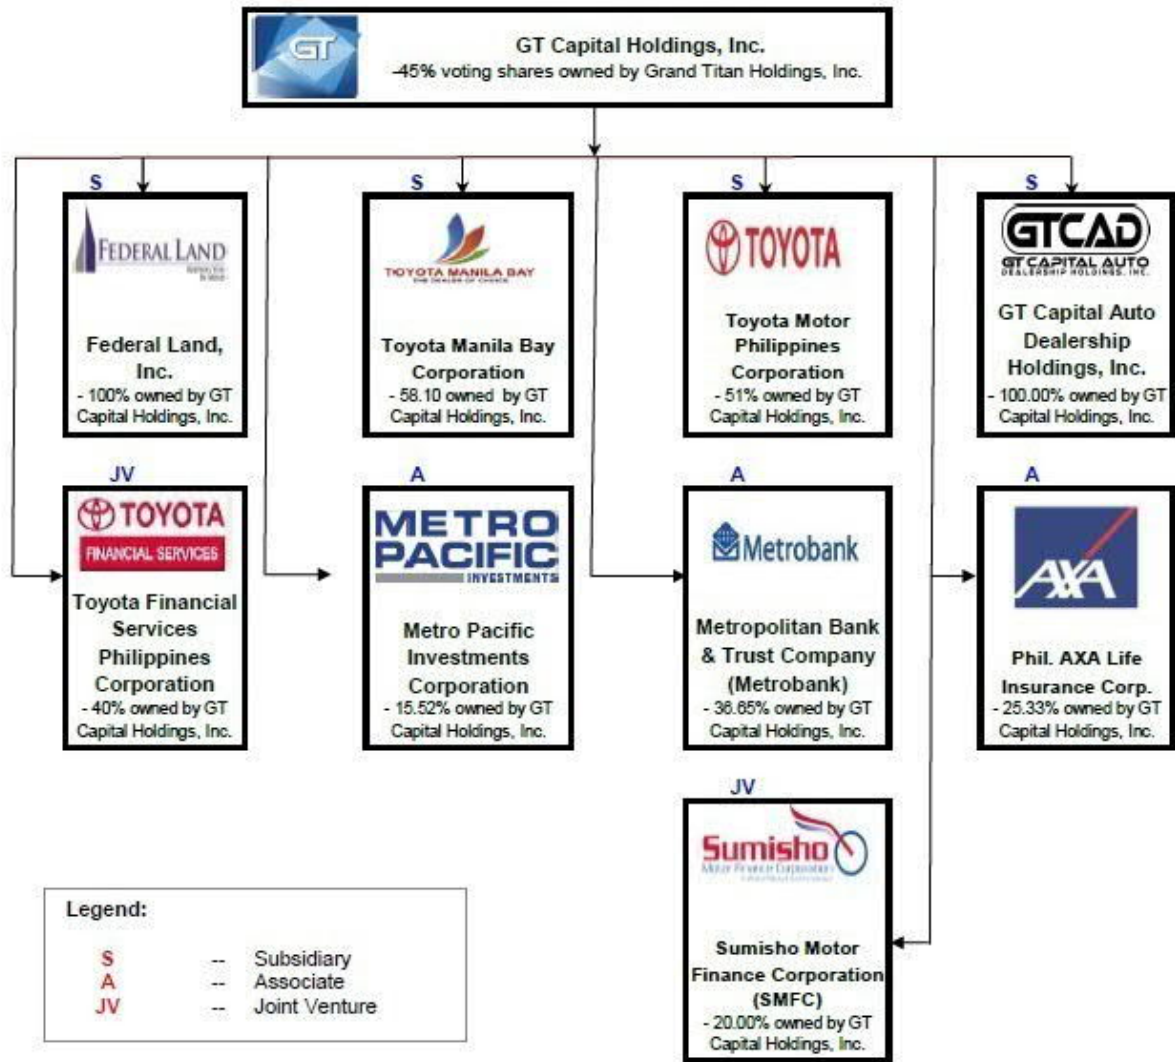 GT
GT Capital Holdings, Inc.
-45% voting shares owned by Grand Titan Holdings, Inc.
S
FEDERAL LAND
Federal Land,
Inc.
- 100% owned by GT
Capital Holdings, Inc.
S
TOYOTA MANILA BAY
THE DEALER OF CHOICE
Toyota Manila Bay
Corporation
- 58.10 owned by GT
Capital Holdings, Inc.
S
TOYOTA
Toyota Motor
Philippines
Corporation
- 51% owned by GT
Capital Holdings, Inc.
S
GTCAD
GT CAPITAL AUTO
DEALERSHIP HOLDINGS, INC.
GT Capital Auto
Dealership
Holdings, Inc.
- 100.00% owned by GT
Capital Holdings, Inc.
JV
TOYOTA
FINANCIAL SERVICES
Toyota Financial
Services
Philippines
Corporation
- 40% owned by GT
Capital Holdings, Inc.
A
METRO
PACIFIC
INVESTMENTS
Metro Pacific
Investments
Corporation
- 15.52% owned by GT
Capital Holdings, Inc.
A
Metrobank
Metropolitan Bank
& Trust Company
(Metrobank)
- 36.65% owned by GT
Capital Holdings, Inc.
A
AXA
Phil. AXA Life
Insurance Corp.
- 25.33% owned by GT
Capital Holdings, Inc.
JV
Sumisho
Motor Finance Corporation
Sumisho Motor
Finance Corporation
(SMFC)
- 20.00% owned by GT
Capital Holdings, Inc.
Legend:
S -- Subsidiary
A -- Associate
JV -- Joint Venture